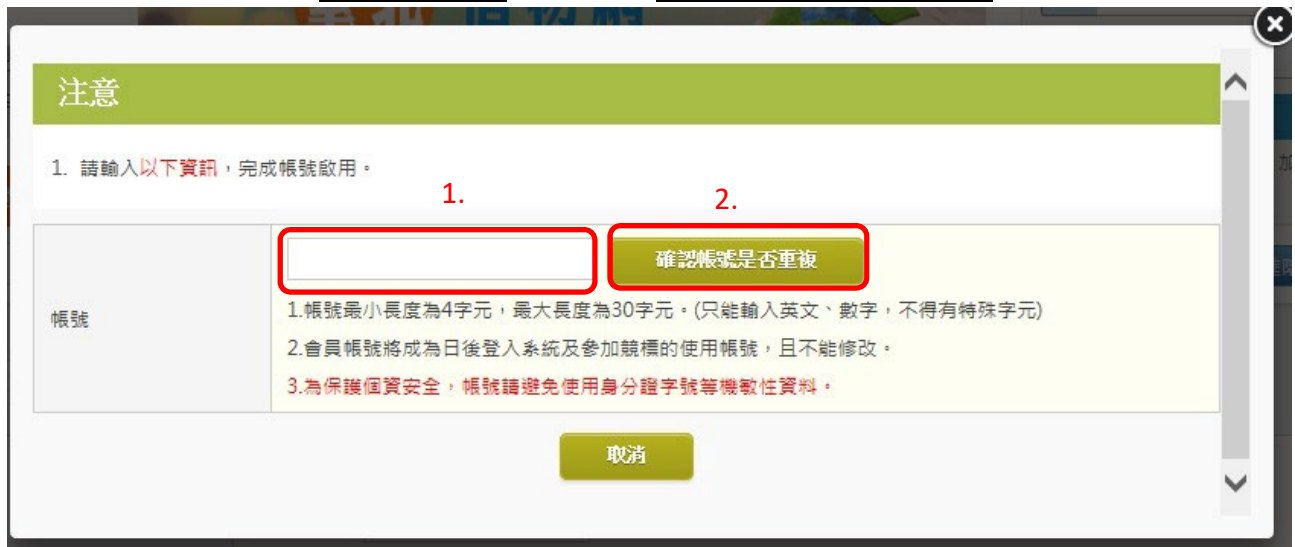 注意
1. 請輸入以下資訊，完成帳號啟用。
1.
2.
確認帳號是否重複
帳號
1.帳號最小長度為4字元，最大長度為30字元。(只能輸入英文、數字，不得有特殊字元)
2.會員帳號將成為日後登入系統及參加競標的使用帳號，且不能修改。
3.為保護個資安全，帳號請避免使用身分證字號等機敏性資料。
取消